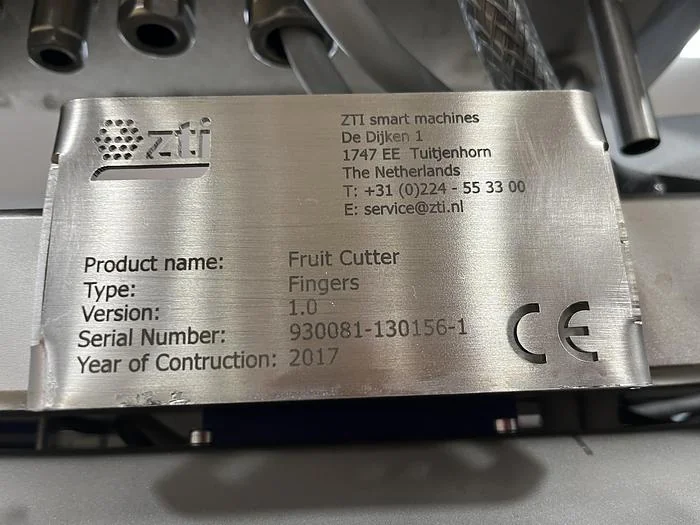 zti
ZTI smart machines
De Dijken 1
1747 EE Tuitjenhorn
The Netherlands
T: +31 (0)224 - 55 33 00
E: service@zti.nl
Product name: Fruit Cutter
Type: Fingers
Version: 1.0
Serial Number: 930081-130156-1
Year of Contruction: 2017
CE